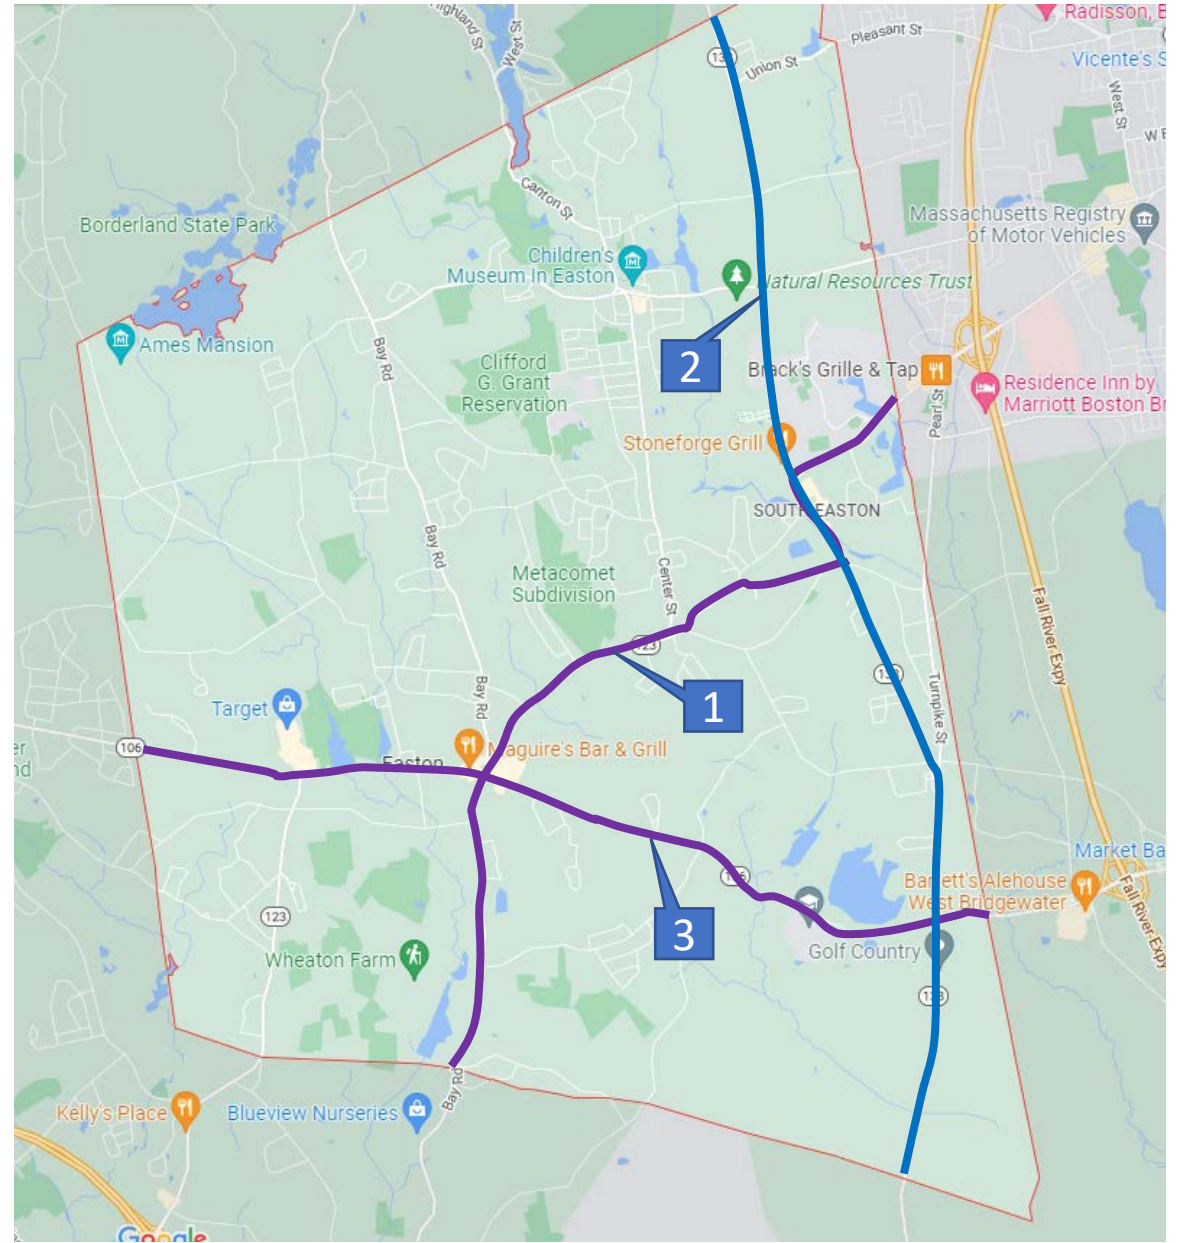 Highland St
West St
Radisson, B
Pleasant St
138
Union St
Vicente's S
West St
W E
Canton St
Borderland State Park
Massachusetts Registry
of Motor Vehicles
Children's
Museum In Easton
Natural Resources Trust
Ames Mansion
Bay Rd
2
Clifford
G. Grant
Reservation
Brack's Grille & Tap
Residence Inn by
Marriott Boston Br
Pearl St
Stoneforge Grill
SOUTH EASTON
Bay Rd
Metacomet
Subdivision
Center St
Fall River Expy
123
138
Bay Rd
Turnpike St
Target
1
er
nd
106
Easton
Maguire's Bar & Grill
Market Ba
106
Barrett's Alehouse
West Bridgewater
Fall River Expy
123
3
Wheaton Farm
Golf Country
138
Bay Rd
Kelly's Place
Blueview Nurseries
Google